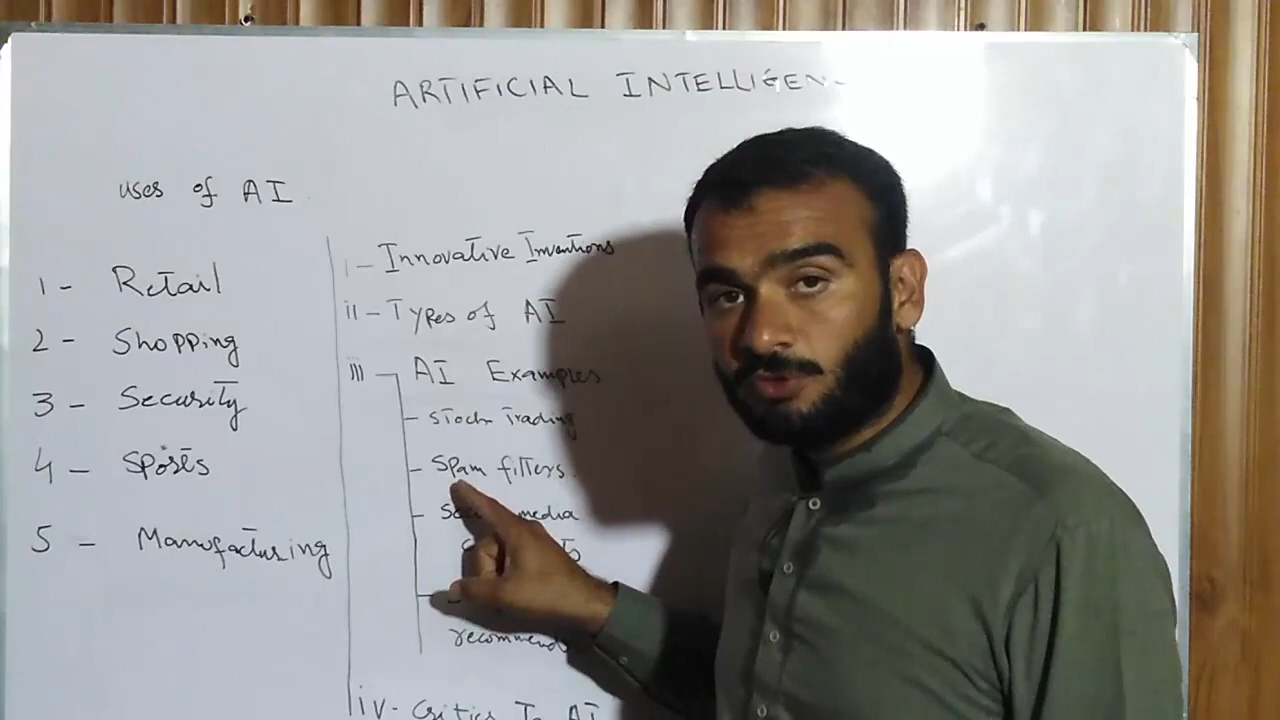 ARTIFICIAL
uses of AI
1 - Retail
2 - Shopping
3 - Security
4 - Sports
5 - Manufacturing
i - Innovative Inventions
ii - Types of AI
iii - AI Examples
- Stock Trading
- Spam filters
- media
iv - Critics To AI